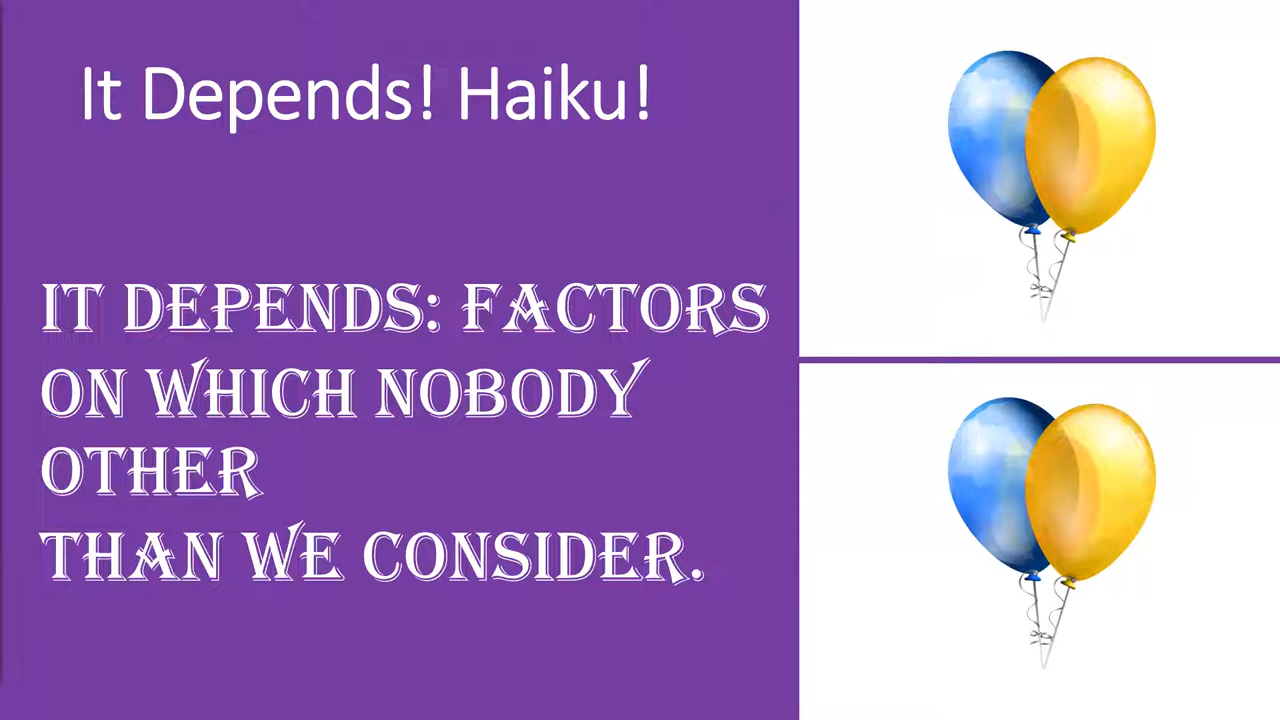 It Depends! Haiku!
IT DEPENDS: FACTORS
ON WHICH NOBODY
OTHER
THAN WE CONSIDER.